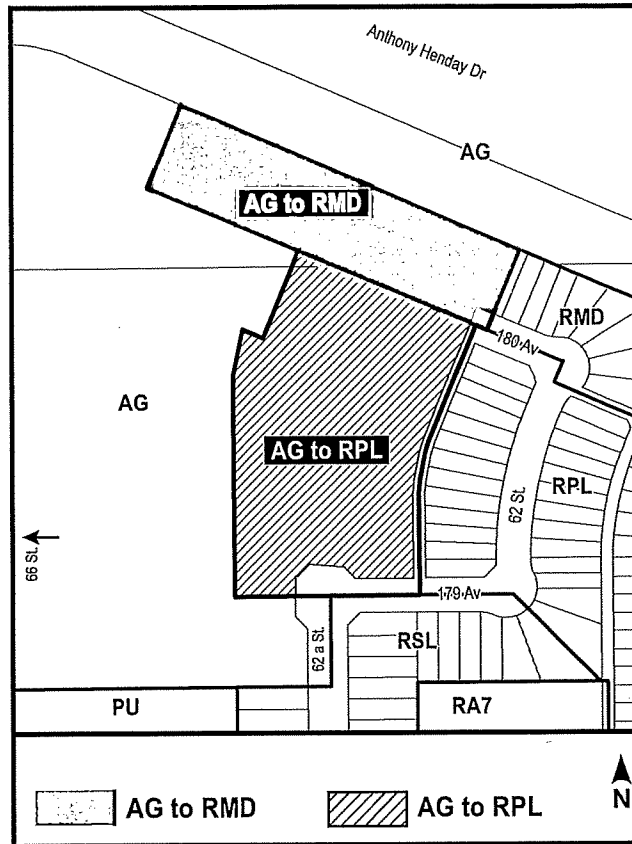 Anthony Henday Dr
AG
AG to RMD
RMD
180 Av
AG
AG to RPL
RPL
62 St.
66 St.
179 Av
62 a St.
RSL
PU
RA7
AG to RMD
AG to RPL
N